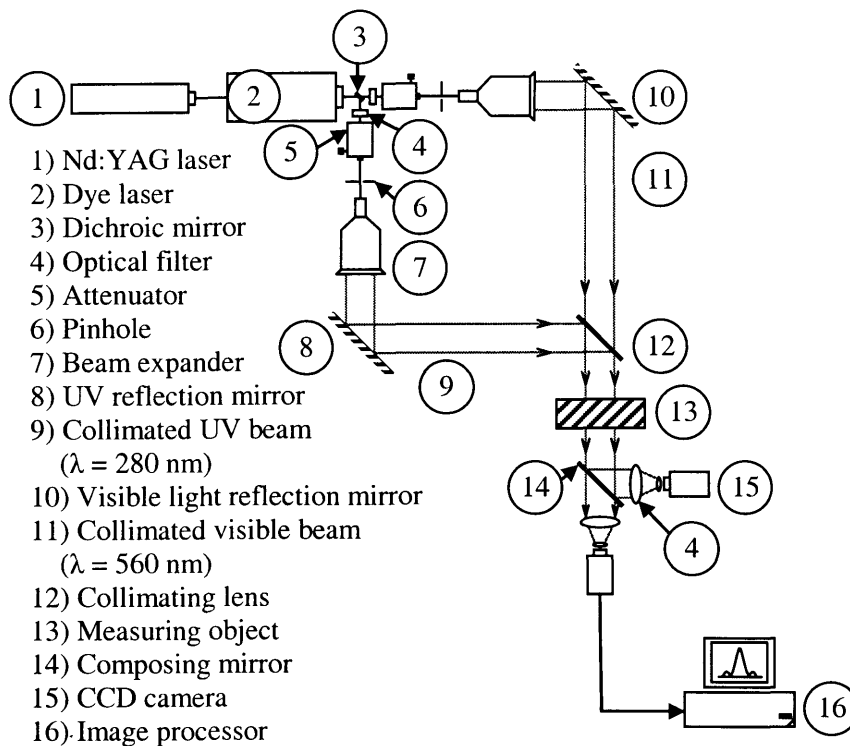 3
1
2
10
5
4
11
6
7
8
12
9
13
14
15
4
16
1) Nd:YAG laser
2) Dye laser
3) Dichroic mirror
4) Optical filter
5) Attenuator
6) Pinhole
7) Beam expander
8) UV reflection mirror
9) Collimated UV beam
(λ = 280 nm)
10) Visible light reflection mirror
11) Collimated visible beam
(λ = 560 nm)
12) Collimating lens
13) Measuring object
14) Composing mirror
15) CCD camera
16) Image processor